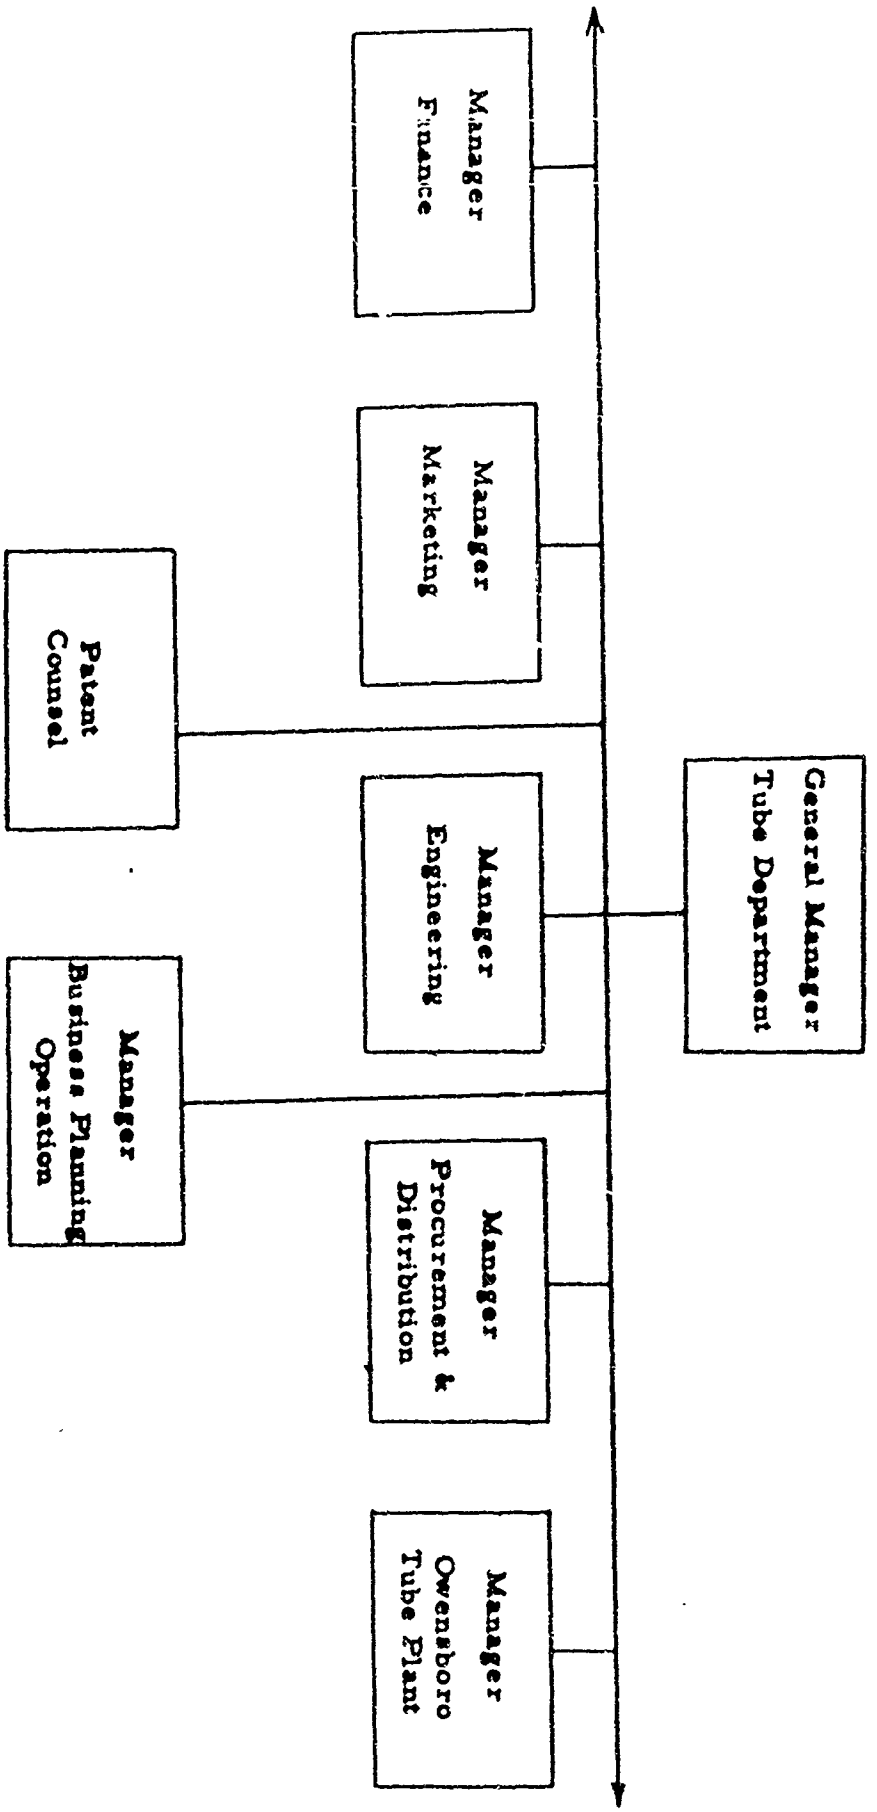 General Manager
Tube Department
Manager
Finance
Manager
Marketing
Manager
Engineering
Manager
Procurement &
Distribution
Manager
Owensboro
Tube Plant
Patent
Counsel
Manager
Business Planning
Operation